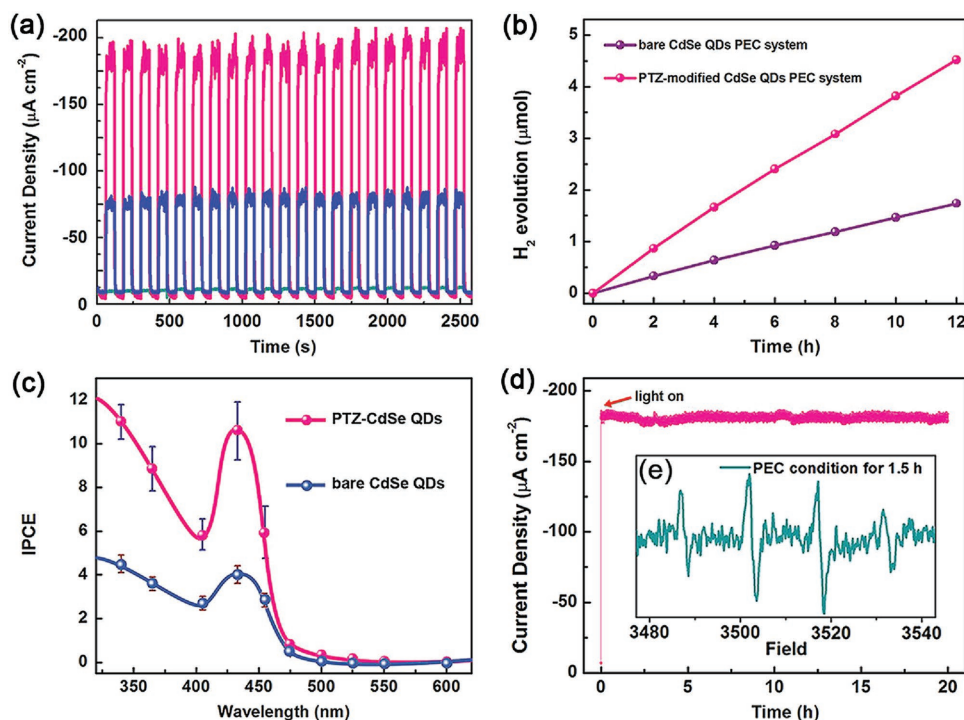 (a)
-200
-150
-100
-50
0
Current Density (μA cm⁻²)
0 500 1000 1500 2000 2500
Time (s)
(b)
5
4
3
2
1
0
H₂ evolution (μmol)
bare CdSe QDs PEC system
PTZ-modified CdSe QDs PEC system
0 2 4 6 8 10 12
Time (h)
(c)
12
10
8
6
4
2
0
IPCE
PTZ-CdSe QDs
bare CdSe QDs
350 400 450 500 550 600
Wavelength (nm)
(d)
-200
-150
-100
-50
0
Current Density (μA cm⁻²)
light on
(e)
PEC condition for 1.5 h
3480 3500 3520 3540
Field
0 5 10 15 20
Time (h)